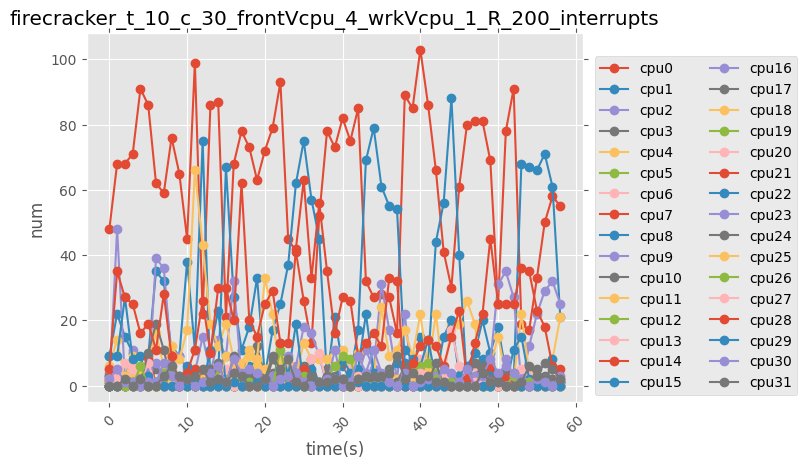 firecracker_t_10_c_30_frontVcpu_4_wrkVcpu_1_R_200_interrupts
num
100
80
60
40
20
0
0
10
20
30
40
50
60
time(s)
cpu0
cpu1
cpu2
cpu3
cpu4
cpu5
cpu6
cpu7
cpu8
cpu9
cpu10
cpu11
cpu12
cpu13
cpu14
cpu15
cpu16
cpu17
cpu18
cpu19
cpu20
cpu21
cpu22
cpu23
cpu24
cpu25
cpu26
cpu27
cpu28
cpu29
cpu30
cpu31